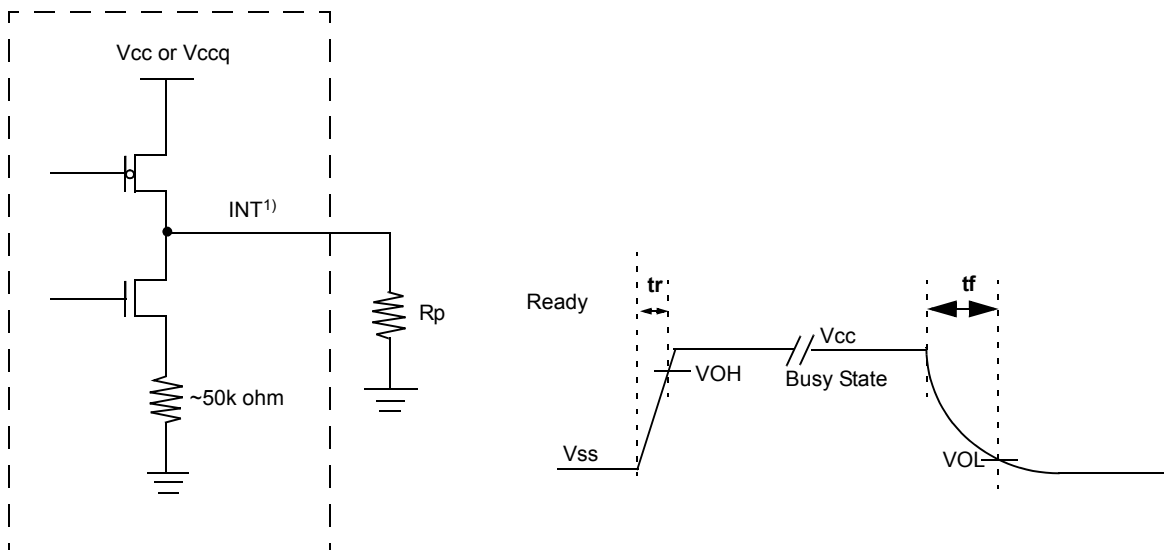 Vcc or Vccq
INT1)
Rp
~50k ohm
Ready
tr
tf
Vcc
VOH
Busy State
Vss
VOL